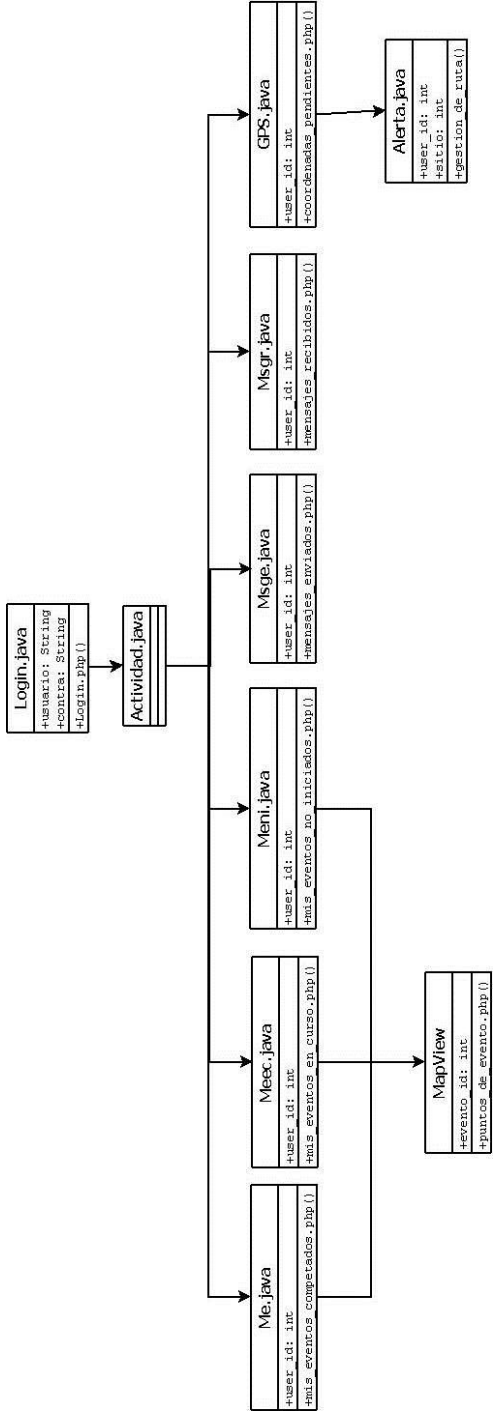 Login.java
+usuario: String
+contra: String
+Login.php()
Actividad.java
Me.java
+user_id: int
+mis_eventos_competados.php()
Meec.java
+user_id: int
+mis_eventos_en_curso.php()
Meni.java
+user_id: int
+mis_eventos_no_iniciados.php()
Msge.java
+user_id: int
+mensajes_enviados.php()
Msgr.java
+user_id: int
+mensajes_recibidos.php()
GPS.java
+user_id: int
+coordenadas_pendientes.php()
MapView
+evento_id: int
+puntos_de_evento.php()
Alerta.java
+user_id: int
+sitio: int
+gestion_de_ruta()